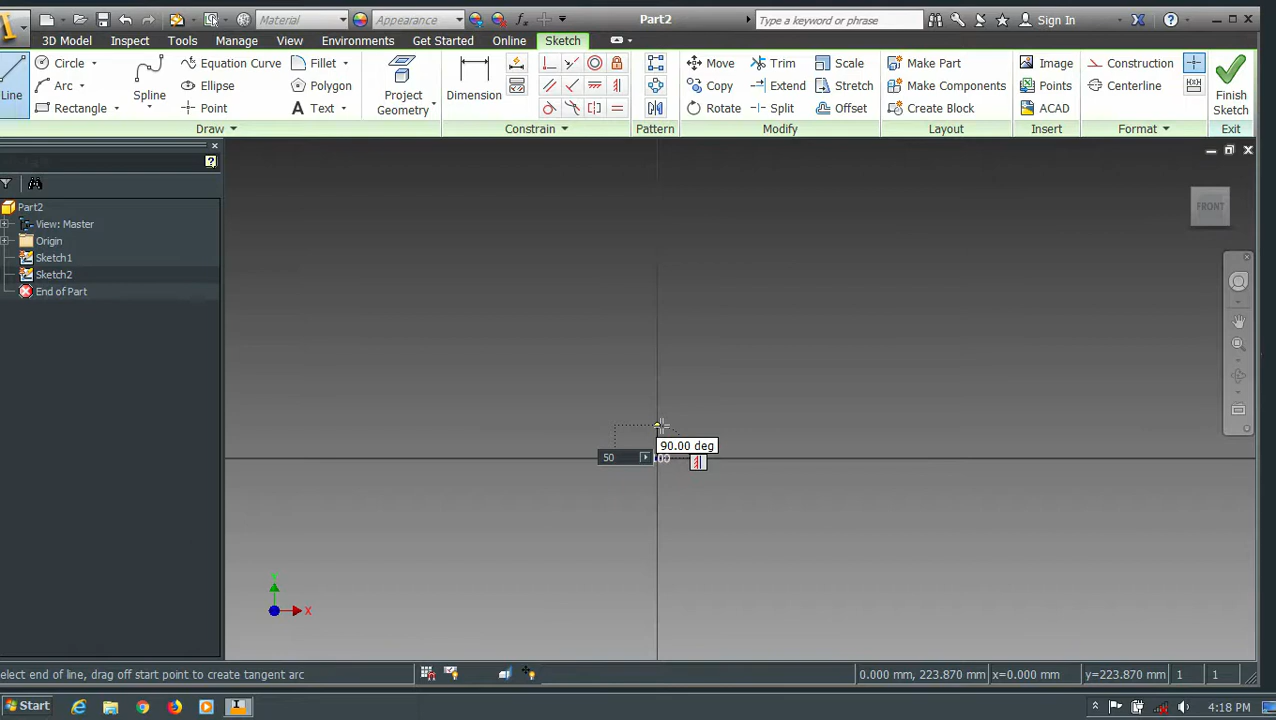 Material
Appearance
Part2
Type a keyword or phrase
Sign In
3D Model
Inspect
Tools
Manage
View
Environments
Get Started
Online
Sketch
Line
Circle
Arc
Rectangle
Spline
Equation Curve
Ellipse
Point
Fillet
Polygon
Text
Project
Geometry
Dimension
Move
Copy
Rotate
Trim
Extend
Split
Scale
Stretch
Offset
Make Part
Make Components
Create Block
Image
Points
ACAD
Construction
Centerline
Finish
Sketch
Draw
Constrain
Pattern
Modify
Layout
Insert
Format
Exit
Part2
View: Master
Origin
Sketch1
Sketch2
End of Part
FRONT
90.00 deg
50
X
elect end of line, drag off start point to create tangent arc
0.000 mm, 223.870 mm
x=0.000 mm
y=223.870 mm
1
1
Start
4:18 PM